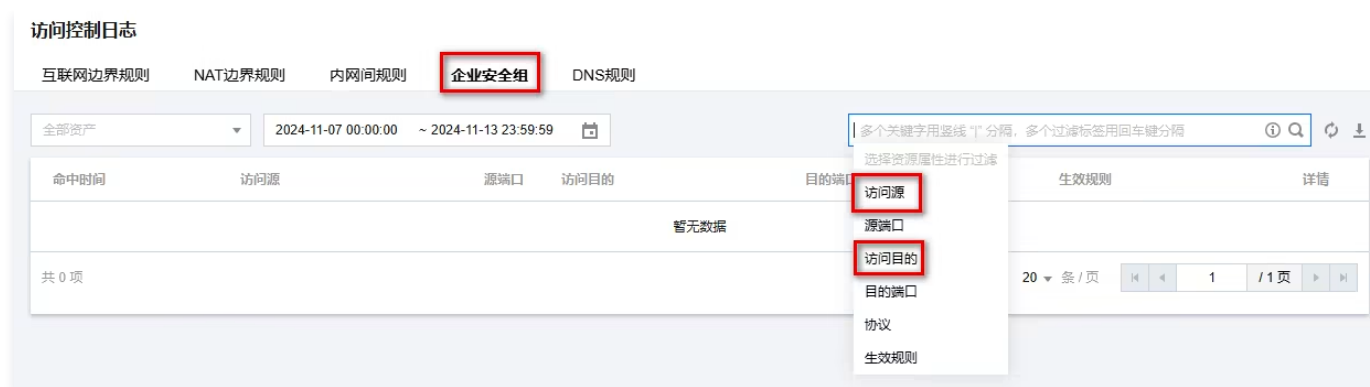 访问控制日志
互联网边界规则 NAT边界规则 内网间规则 企业安全组 DNS规则
全部资产 2024-11-07 00:00:00 ~ 2024-11-13 23:59:59 多个关键字用竖线 "|" 分隔，多个过滤标签用回车键分隔
选择资源属性进行过滤
命中时间 访问源 源端口 访问目的 目的端口 生效规则 详情
访问源
暂无数据
源端口
访问目的
共 0 项 20 条 / 页 1 / 1 页
目的端口
协议
生效规则